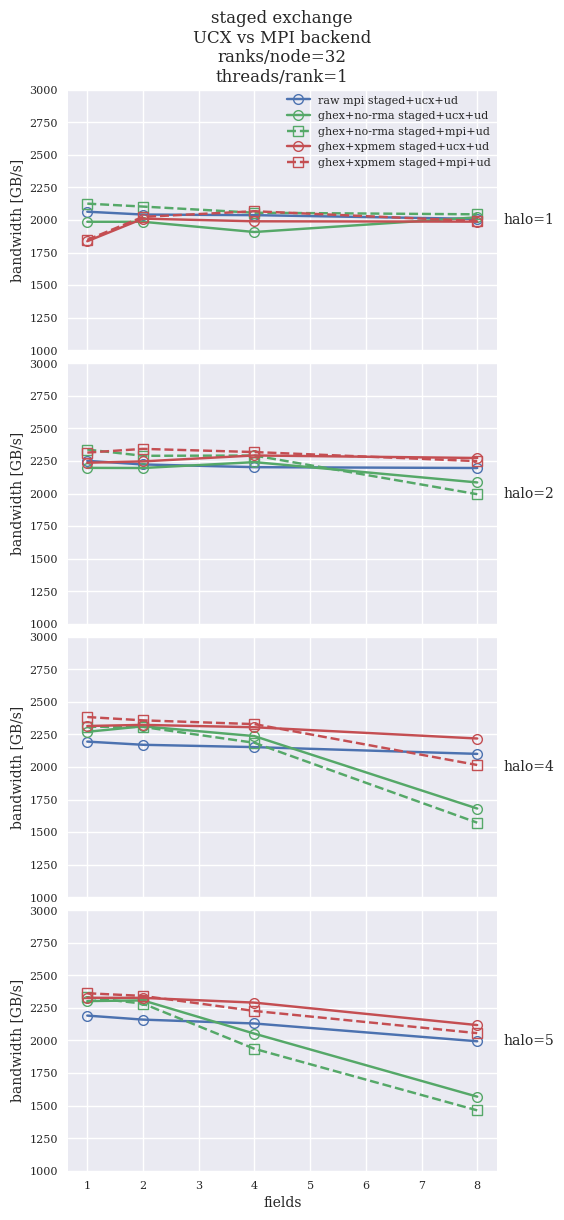 staged exchange
UCX vs MPI backend
ranks/node=32
threads/rank=1
3000
2750
2500
2250
2000
1750
1500
1250
1000
bandwidth [GB/s]
raw mpi staged+ucx+ud
ghex+no-rma staged+ucx+ud
ghex+no-rma staged+mpi+ud
ghex+xpmem staged+ucx+ud
ghex+xpmem staged+mpi+ud
halo=1
3000
2750
2500
2250
2000
1750
1500
1250
1000
bandwidth [GB/s]
halo=2
3000
2750
2500
2250
2000
1750
1500
1250
1000
bandwidth [GB/s]
halo=4
3000
2750
2500
2250
2000
1750
1500
1250
1000
bandwidth [GB/s]
halo=5
1 2 3 4 5 6 7 8
fields